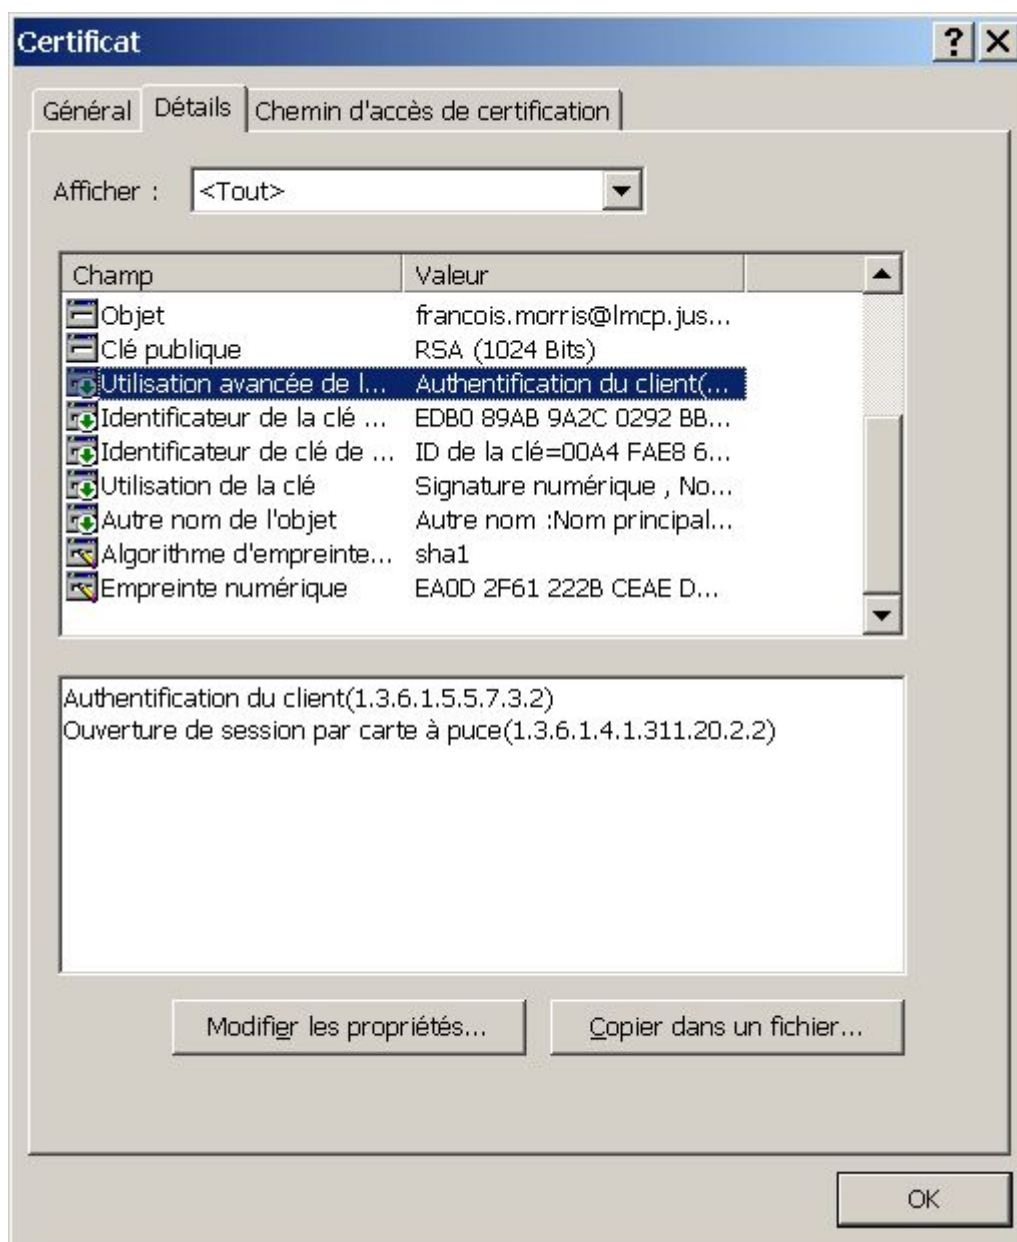 Certificat
Général Détails Chemin d'accès de certification
Afficher : <Tout>
Champ Valeur
Objet francois.morris@lmcp.jus...
Clé publique RSA (1024 Bits)
Utilisation avancée de l... Authentification du client(...
Identificateur de la clé ... EDB0 89AB 9A2C 0292 BB...
Identificateur de clé de ... ID de la clé=00A4 FAE8 6...
Utilisation de la clé Signature numérique , No...
Autre nom de l'objet Autre nom :Nom principal...
Algorithme d'empreinte... sha1
Empreinte numérique EA0D 2F61 222B CEAE D...
Authentification du client(1.3.6.1.5.5.7.3.2)
Ouverture de session par carte à puce(1.3.6.1.4.1.311.20.2.2)
Modifier les propriétés... Copier dans un fichier...
OK